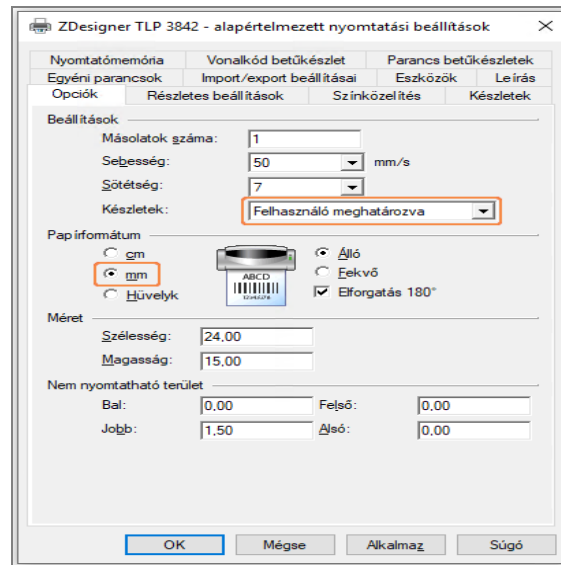 ZDesigner TLP 3842 - alapértelmezett nyomtatási beállítások
Nyomtatómemória Vonalkód betűkészlet Parancs betűkészletek
Egyéni parancsok Import/export beállításai Eszközök Leírás
Opciók Részletes beállítások Színközelítés Készletek
Beállítások
Másolatok száma: 1
Sebesség: 50 mm/s
Sötétség: 7
Készletek: Felhasználó meghatározva
Papírformátum
cm Álló
mm ABCD Fekvő
Hüvelyk Elforgatás 180°
Méret
Szélesség: 24,00
Magasság: 15,00
Nem nyomtatható terület
Bal: 0,00 Felső: 0,00
Jobb: 1,50 Alsó: 0,00
OK Mégse Alkalmaz Súgó